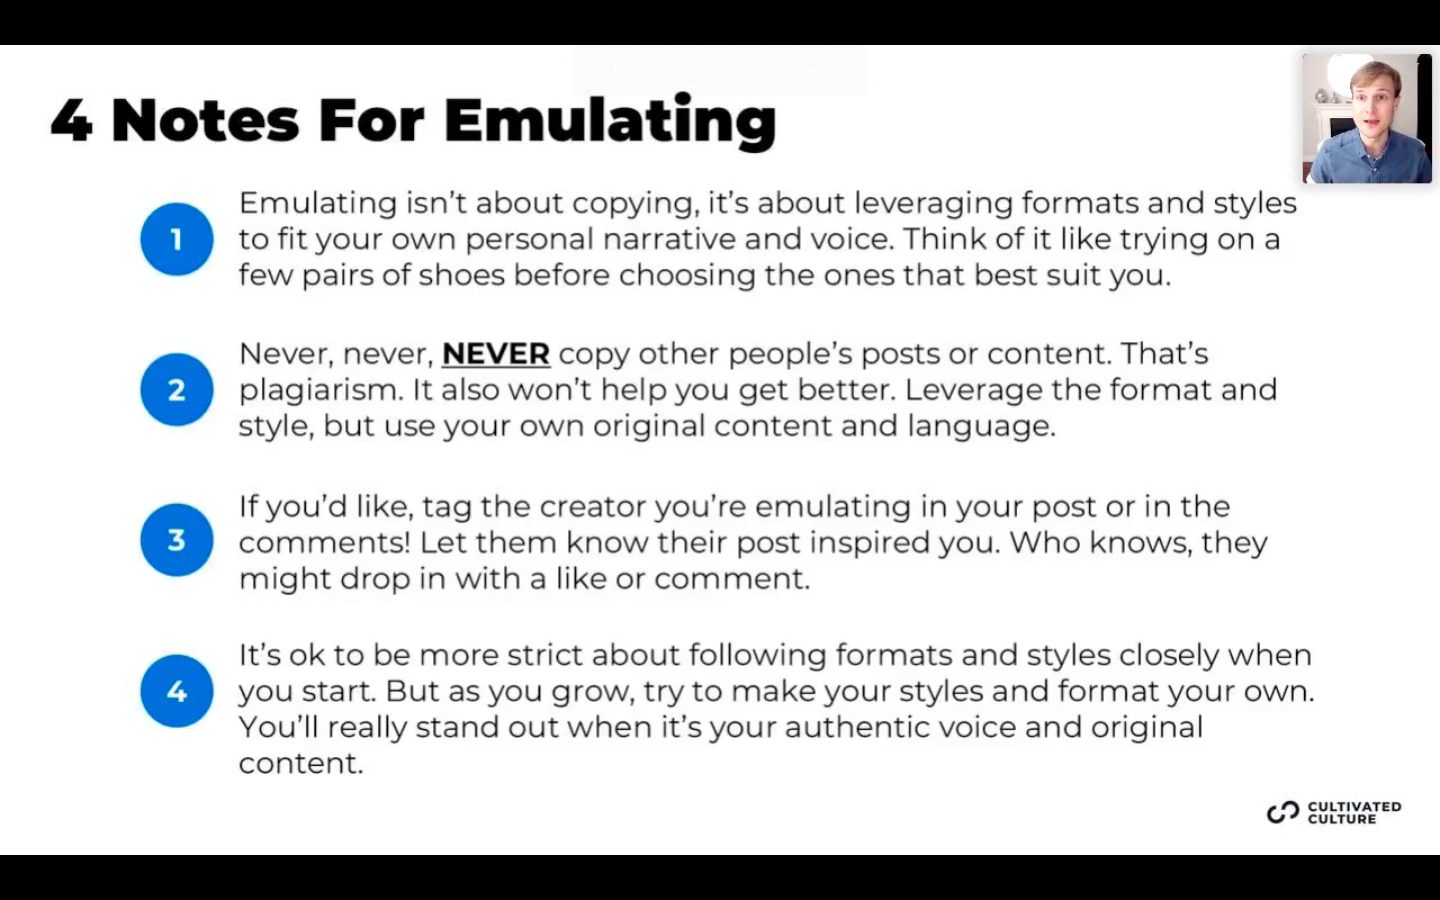 4 Notes For Emulating
1
Emulating isn't about copying, it's about leveraging formats and styles
to fit your own personal narrative and voice. Think of it like trying on a
few pairs of shoes before choosing the ones that best suit you.
2
Never, never, NEVER copy other people's posts or content. That's
plagiarism. It also won't help you get better. Leverage the format and
style, but use your own original content and language.
3
If you'd like, tag the creator you're emulating in your post or in the
comments! Let them know their post inspired you. Who knows, they
might drop in with a like or comment.
4
It's ok to be more strict about following formats and styles closely when
you start. But as you grow, try to make your styles and format your own.
You'll really stand out when it's your authentic voice and original
content.
CULTIVATED
CULTURE